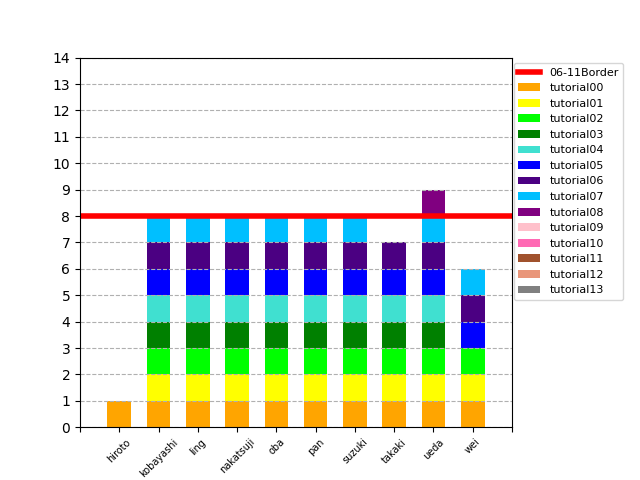 14
13
12
11
10
9
8
7
6
5
4
3
2
1
0
hiroto
kobayashi
ling
nakatsuji
oba
pan
suzuki
takaki
ueda
wei
06-11Border
tutorial00
tutorial01
tutorial02
tutorial03
tutorial04
tutorial05
tutorial06
tutorial07
tutorial08
tutorial09
tutorial10
tutorial11
tutorial12
tutorial13